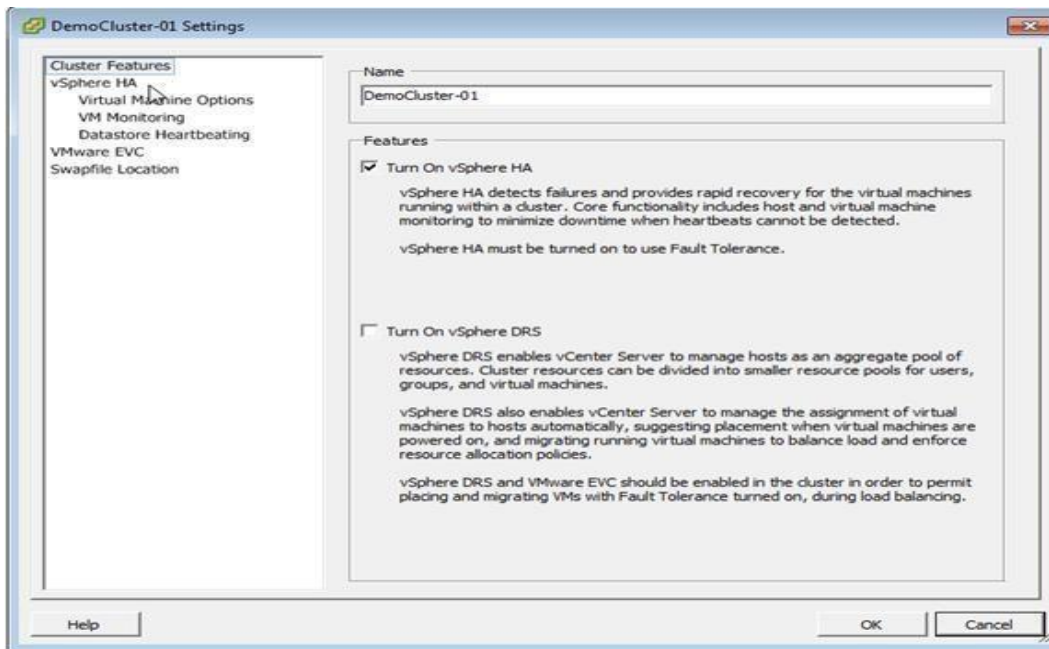 DemoCluster-01 Settings
Cluster Features
vSphere HA
Virtual Machine Options
VM Monitoring
Datastore Heartbeating
VMware EVC
Swapfile Location
Name
DemoCluster-01
Features
Turn On vSphere HA
vSphere HA detects failures and provides rapid recovery for the virtual machines
running within a cluster. Core functionality includes host and virtual machine
monitoring to minimize downtime when heartbeats cannot be detected.
vSphere HA must be turned on to use Fault Tolerance.
Turn On vSphere DRS
vSphere DRS enables vCenter Server to manage hosts as an aggregate pool of
resources. Cluster resources can be divided into smaller resource pools for users,
groups, and virtual machines.
vSphere DRS also enables vCenter Server to manage the assignment of virtual
machines to hosts automatically, suggesting placement when virtual machines are
powered on, and migrating running virtual machines to balance load and enforce
resource allocation policies.
vSphere DRS and VMware EVC should be enabled in the cluster in order to permit
placing and migrating VMs with Fault Tolerance turned on, during load balancing.
Help
OK
Cancel